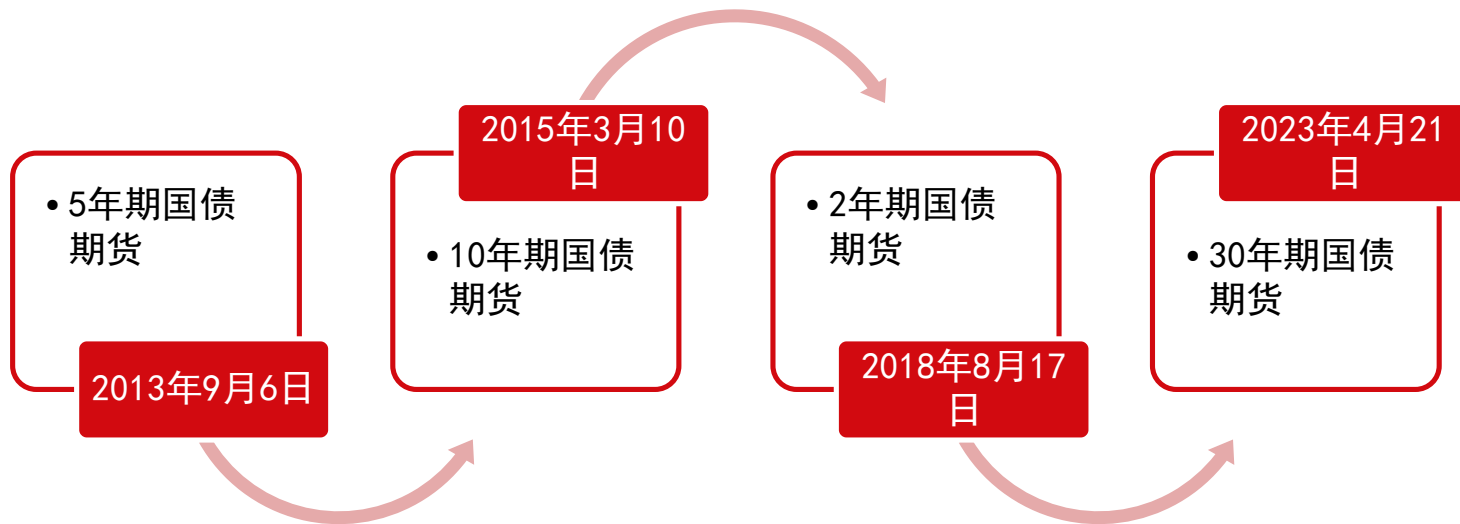 • 5年期国债
期货
2013年9月6日
2015年3月10
日
• 10年期国债
期货
• 2年期国债
期货
2018年8月17
日
2023年4月21
日
• 30年期国债
期货